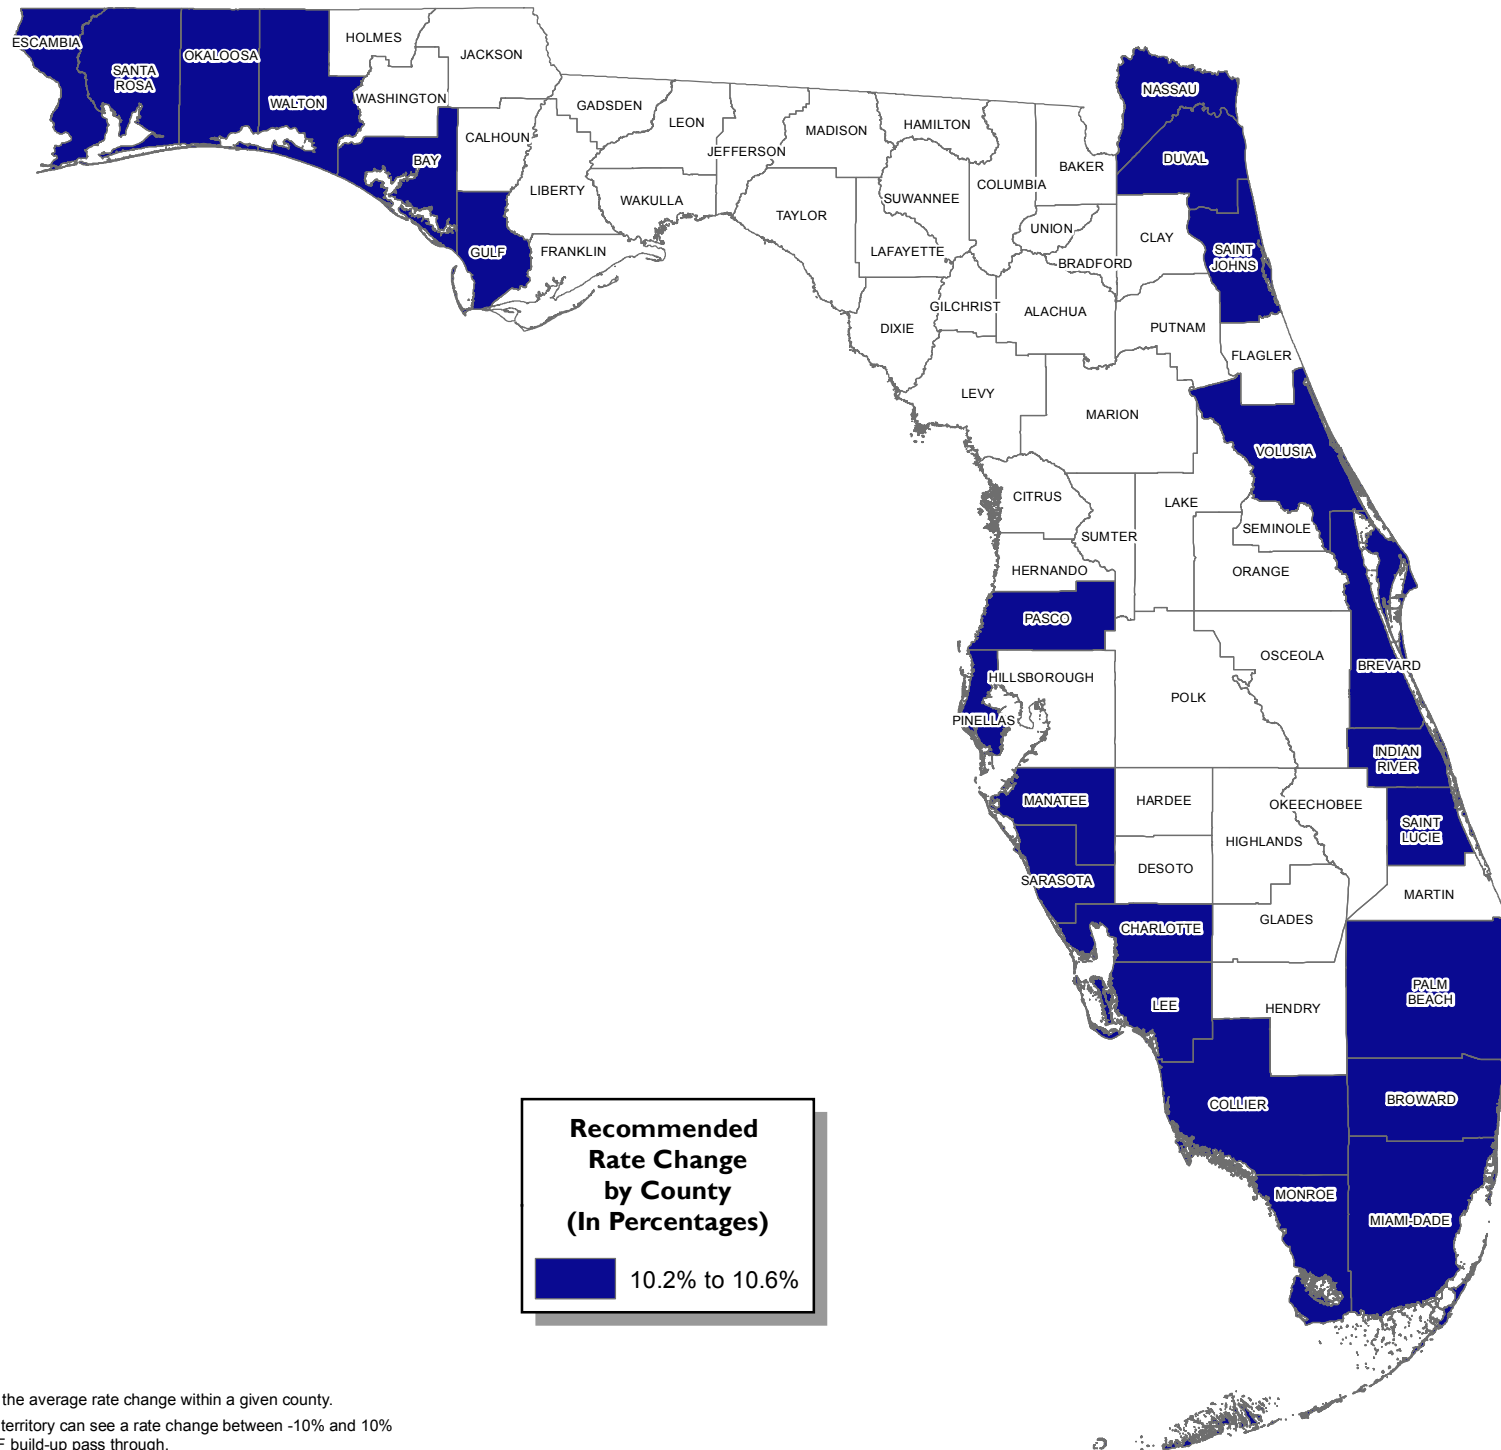 ESCAMBIA
SANTA
ROSA
OKALOOSA
WALTON
HOLMES
JACKSON
WASHINGTON
BAY
CALHOUN
GULF
GADSDEN
LIBERTY
FRANKLIN
LEON
WAKULLA
JEFFERSON
MADISON
TAYLOR
HAMILTON
SUWANNEE
LAFAYETTE
DIXIE
COLUMBIA
GILCHRIST
BAKER
UNION
BRADFORD
ALACHUA
LEVY
NASSAU
DUVAL
CLAY
SAINT
JOHNS
PUTNAM
FLAGLER
MARION
VOLUSIA
CITRUS
SUMTER
LAKE
SEMINOLE
ORANGE
HERNANDO
PASCO
HILLSBOROUGH
PINELLAS
POLK
OSCEOLA
BREVARD
INDIAN
RIVER
MANATEE
HARDEE
HIGHLANDS
OKEECHOBEE
SAINT
LUCIE
SARASOTA
DESOTO
MARTIN
CHARLOTTE
GLADES
LEE
HENDRY
PALM
BEACH
COLLIER
BROWARD
MONROE
MIAMI-DADE
Recommended
Rate Change
by County
(In Percentages)
10.2% to 10.6%
the average rate change within a given county.
territory can see a rate change between -10% and 10%
F build-up pass through.